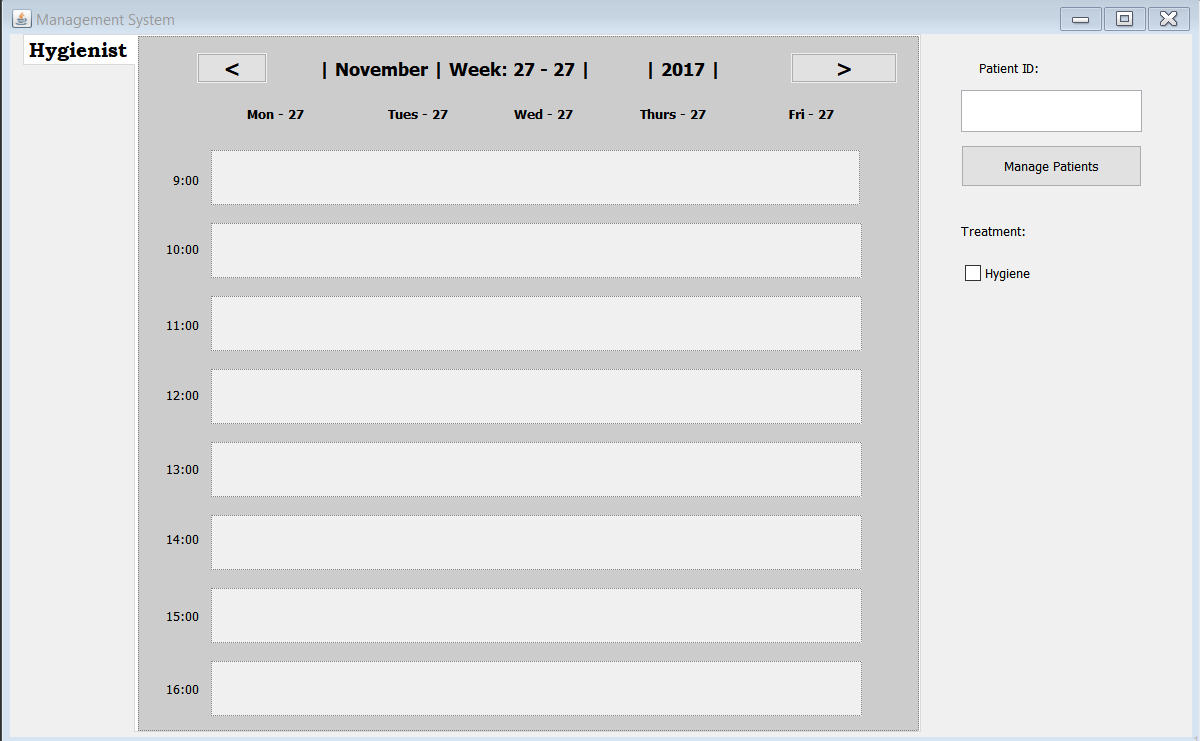 Management System
Hygienist
< | November | Week: 27 - 27 | | 2017 | >
Mon - 27 Tues - 27 Wed - 27 Thurs - 27 Fri - 27
9:00
10:00
11:00
12:00
13:00
14:00
15:00
16:00
Patient ID:
Manage Patients
Treatment:
Hygiene